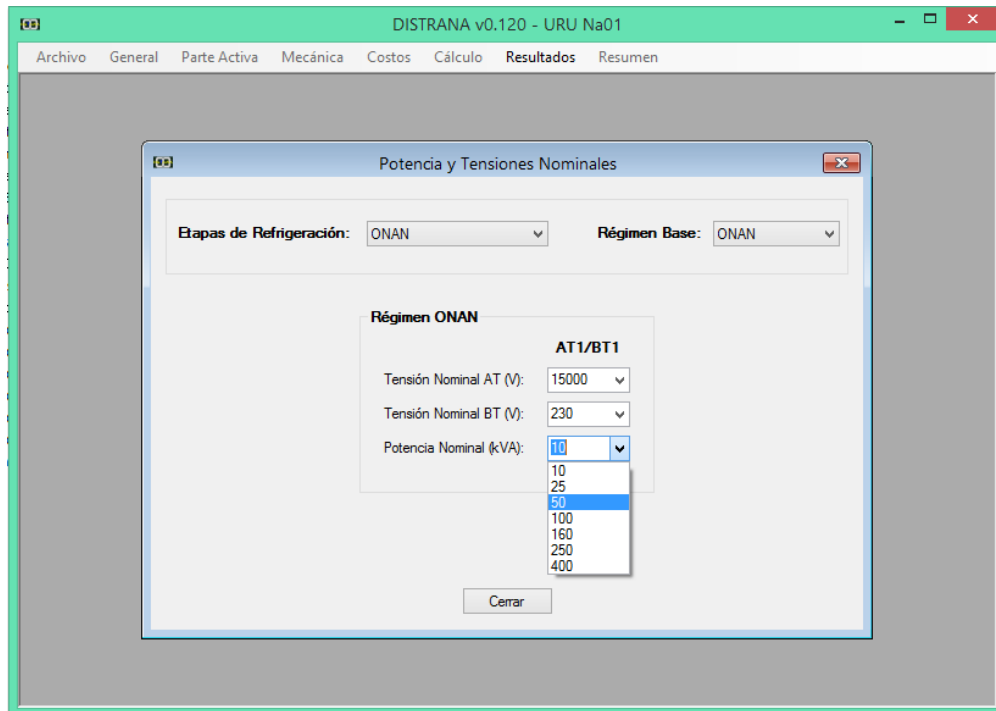 DISTRANA v0.120 - URU Na01
Archivo General Parte Activa Mecánica Costos Cálculo Resultados Resumen
Potencia y Tensiones Nominales
Etapas de Refrigeración: ONAN Régimen Base: ONAN
Régimen ONAN
AT1/BT1
Tensión Nominal AT (V): 15000
Tensión Nominal BT (V): 230
Potencia Nominal (kVA): 10
10
25
50
100
160
250
400
Cerrar